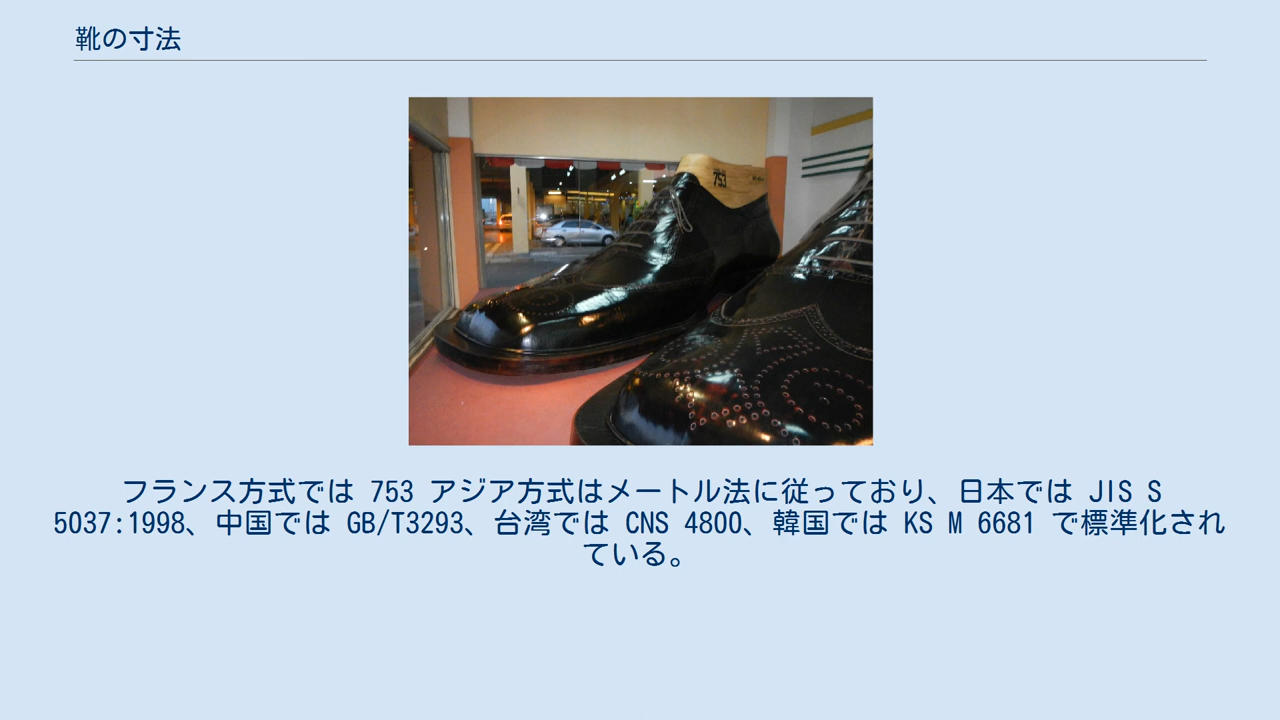 靴の寸法
753
フランス方式では 753 アジア方式はメートル法に従っており、日本では JIS S
5037:1998、中国では GB/T3293、台湾では CNS 4800、韓国では KS M 6681 で標準化され
ている。